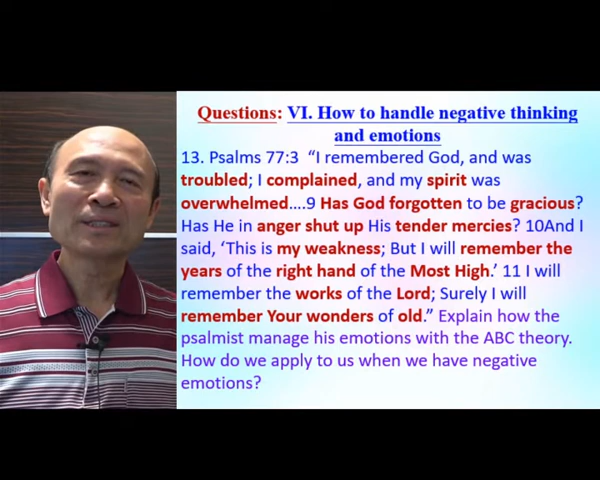 Questions: VI. How to handle negative thinking
and emotions
13. Psalms 77:3  “I remembered God, and was
troubled; I complained, and my spirit was
overwhelmed….9 Has God forgotten to be gracious?
Has He in anger shut up His tender mercies? 10And I
said, ‘This is my weakness; But I will remember the
years of the right hand of the Most High.’ 11 I will
remember the works of the Lord; Surely I will
remember Your wonders of old.” Explain how the
psalmist manage his emotions with the ABC theory.
How do we apply to us when we have negative
emotions?